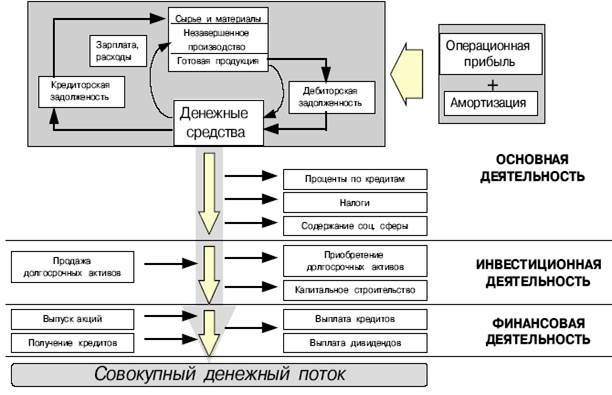 Сырье и материалы
Незавершенное
производство
Готовая продукция
Зарплата,
расходы
Кредиторская
задолженость
Дебиторская
задолженность
Денежные
средства
Операционная
прибыль
+
Амортизация
ОСНОВНАЯ
ДЕЯТЕЛЬНОСТЬ
Проценты по кредитам
Налоги
Содержание соц. сферы
Продажа
долгосрочных активов
Приобретение
долгосрочных активов
Капитальное строительство
ИНВЕСТИЦИОННАЯ
ДЕЯТЕЛЬНОСТЬ
Выпуск акций
Получение кредитов
Выплата кредитов
Выплата дивидендов
ФИНАНСОВАЯ
ДЕЯТЕЛЬНОСТЬ
Совокупный денежный поток